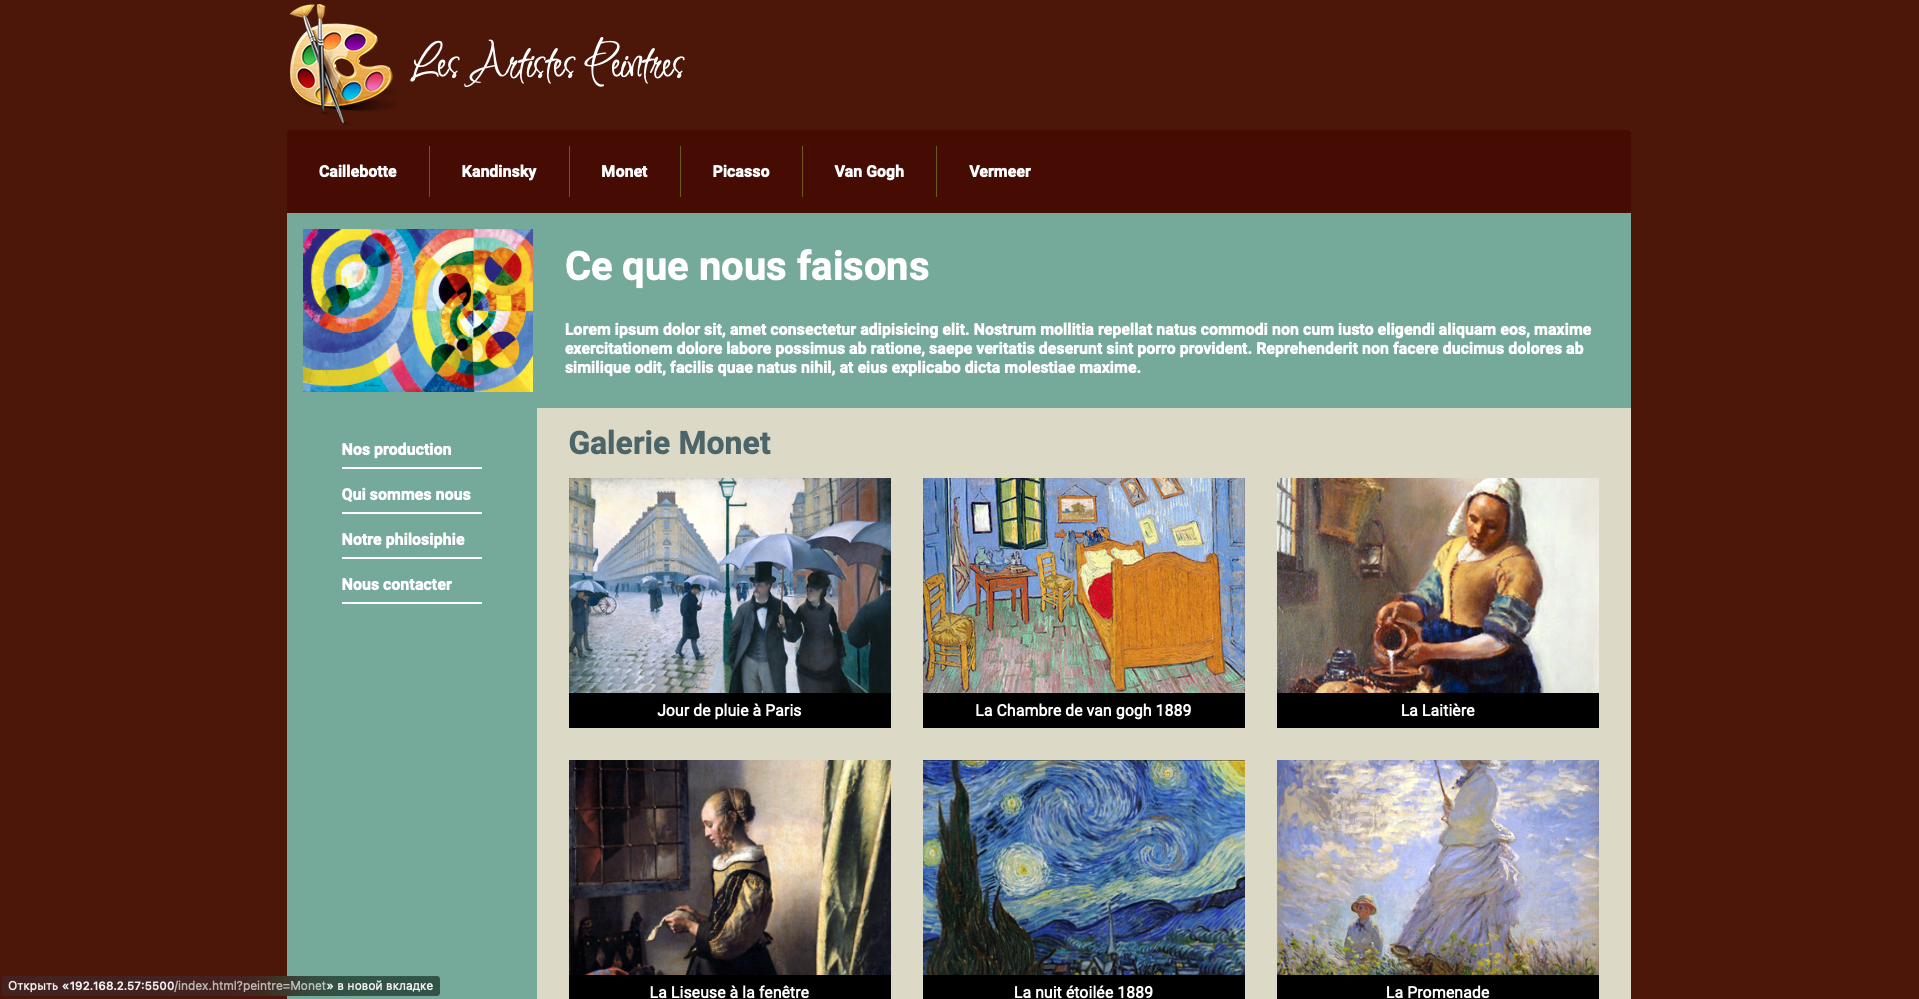 Les Artistes Peintres
Caillebotte
Kandinsky
Monet
Picasso
Van Gogh
Vermeer
Ce que nous faisons
Lorem ipsum dolor sit, amet consectetur adipisicing elit. Nostrum mollitia repellat natus commodi non cum iusto eligendi aliquam eos, maxime
exercitationem dolore labore possimus ab ratione, saepe veritatis deserunt sint porro provident. Reprehenderit non facere ducimus dolores ab
similique odit, facilis quae natus nihil, at eius explicabo dicta molestiae maxime.
Nos production
Qui sommes nous
Notre philosiphie
Nous contacter
Galerie Monet
Jour de pluie à Paris
La Chambre de van gogh 1889
La Laitière
La Liseuse à la fenêtre
La nuit étoilée 1889
La Promenade
Открыть «192.168.2.57:5500/index.html?peintre=Monet» в новой вкладке